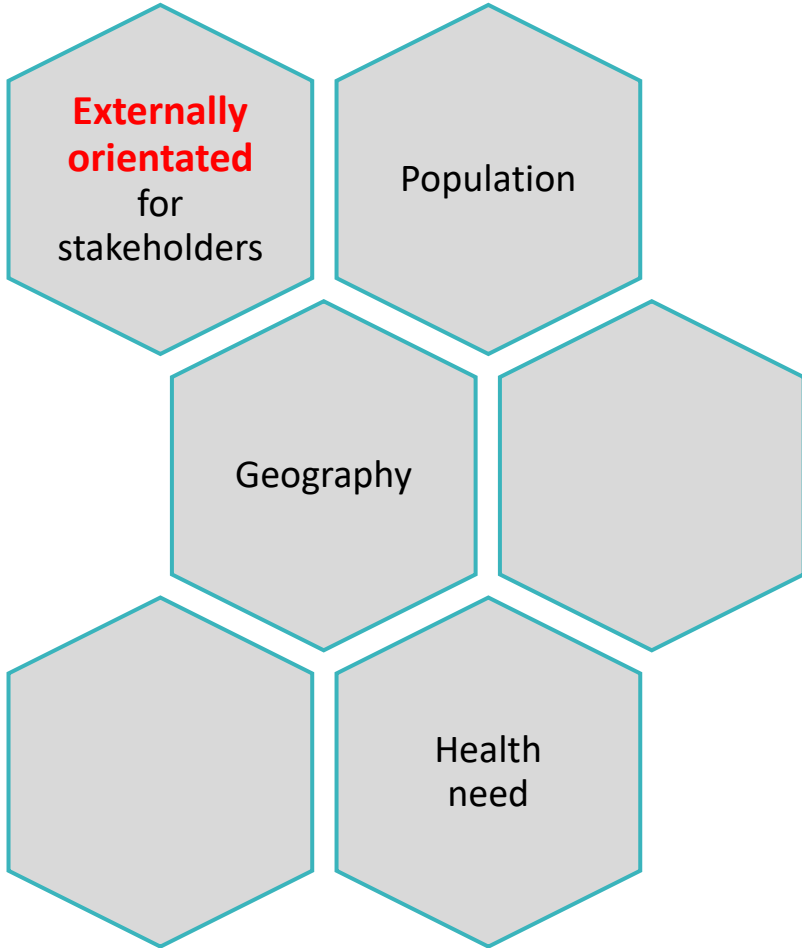 Externally
orientated
for
stakeholders
Population
Geography
Health
need